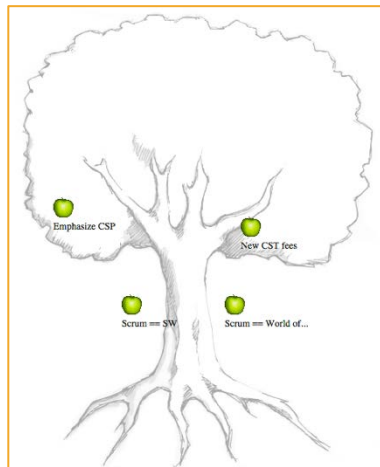 Emphasize CSP
New CST fees
Scrum == SW
Scrum == World of...